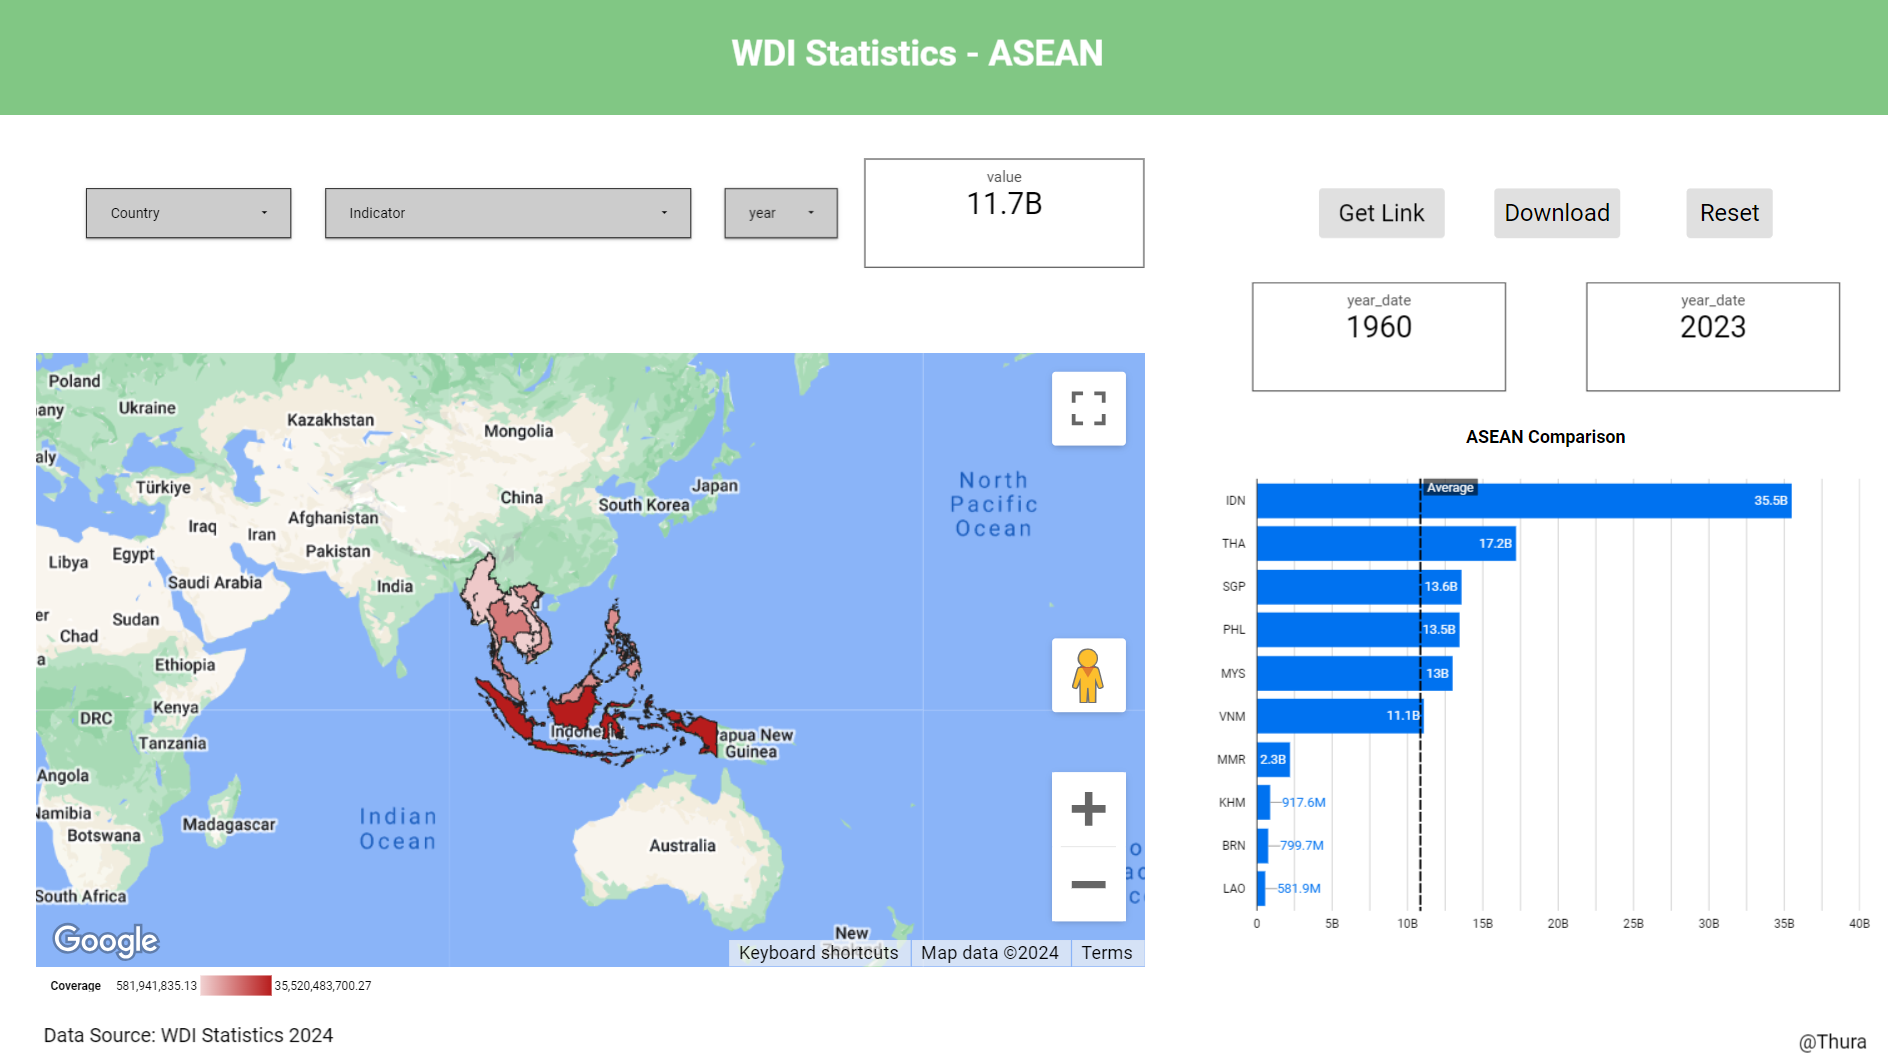 WDI Statistics - ASEAN
Country
Indicator
year
value
11.7B
Get Link
Download
Reset
year_date
1960
year_date
2023
Poland
any
Ukraine
Kazakhstan
Mongolia
aly
Türkiye
China
Japan
South Korea
Iraq
Afghanistan
Iran
Pakistan
Libya
Egypt
Saudi Arabia
India
er
Sudan
Chad
a
Ethiopia
DRC
Kenya
Tanzania
Angola
Namibia
Botswana
Madagascar
South Africa
North
Pacific
Ocean
Indian
Ocean
apua New
Guinea
Australia
New
Google
Keyboard shortcuts
Map data ©2024
Terms
Coverage
581,941,835.13
35,520,483,700.27
ASEAN Comparison
Average
IDN
35.5B
THA
17.2B
SGP
13.6B
PHL
13.5B
MYS
13B
VNM
11.1B
MMR
2.3B
KHM
917.6M
BRN
799.7M
LAO
581.9M
0 5B 10B 15B 20B 25B 30B 35B 40B
Data Source: WDI Statistics 2024
@Thura